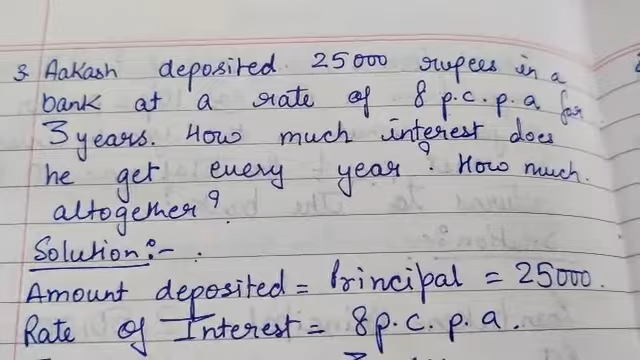 3. Aakash deposited 25000 rupees in a
bank at a rate of 8 p.c.p.a for
3 years. How much interest does
he get every year? How much
altogether?
Solution:-
Amount deposited = Principal = 25000.
Rate of Interest = 8 p.c.p.a.